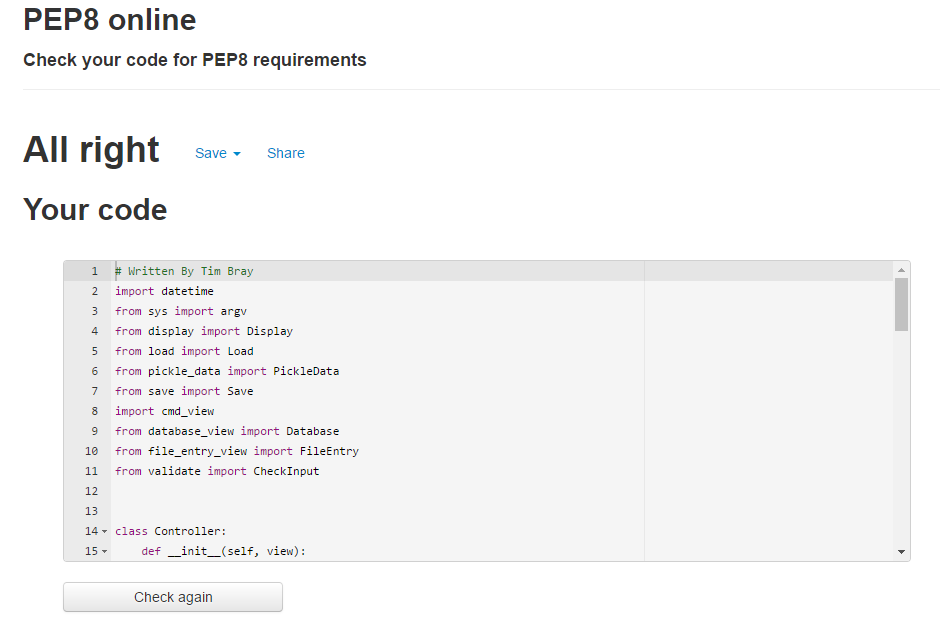 PEP8 online
Check your code for PEP8 requirements
All right Save Share
Your code
1 # Written By Tim Bray
2 import datetime
3 from sys import argv
4 from display import Display
5 from load import Load
6 from pickle_data import PickleData
7 from save import Save
8 import cmd_view
9 from database_view import Database
10 from file_entry_view import FileEntry
11 from validate import CheckInput
12
13
14 class Controller:
15 def __init__(self, view):
Check again